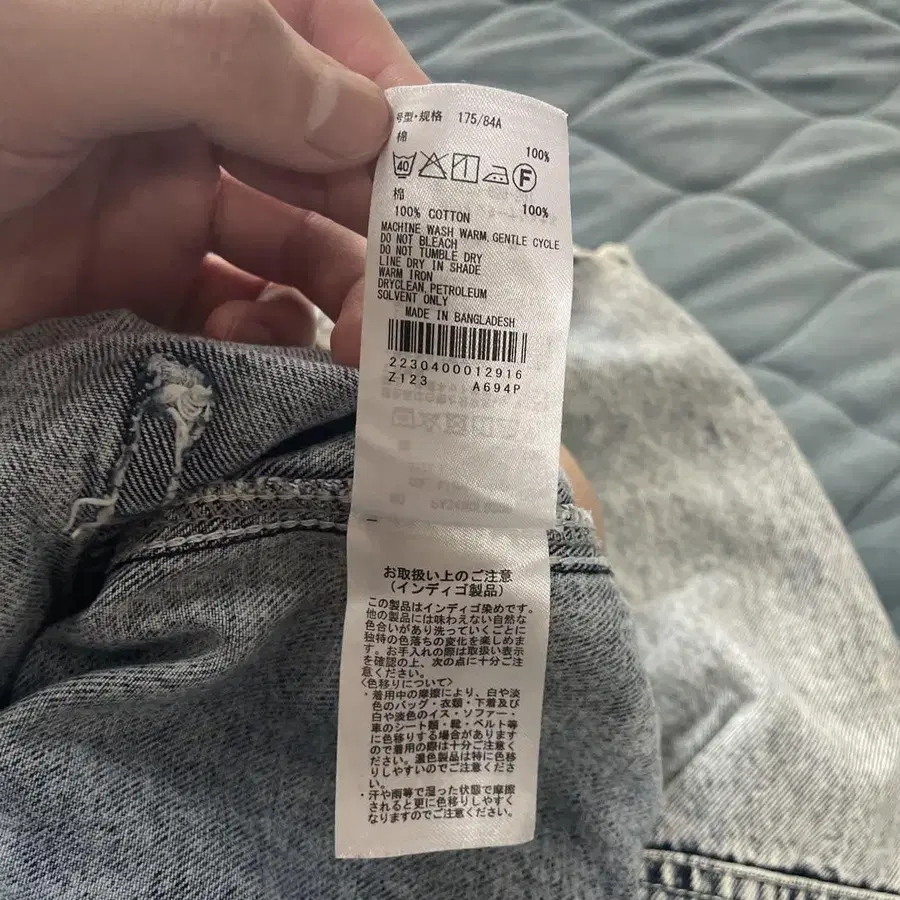 号型・规格 175/84A
棉 100%
40 F
棉 100%
100% COTTON
MACHINE WASH WARM,GENTLE CYCLE
DO NOT BLEACH
DO NOT TUMBLE DRY
LINE DRY IN SHADE
WARM IRON
DRYCLEAN,PETROLEUM
SOLVENT ONLY
MADE IN BANGLADESH
2230400012916
Z123 A694P
お取扱い上のご注意
(インディゴ製品)
この製品はインディゴ染めです。
他の製品には味わえない自然な
色合いがあり洗っていくごとに
独特の色落ちの変化を楽しめま
す。お手入れの際は取扱い表示
を確認の上、次の点に十分ご注
意ください。
<色移りについて>
・着用中の摩擦により、白や淡
色のバッグ・衣類・下着及び
白や淡色のイス・ソファー・
車のシート類・靴・ベルト等
に色移りする場合があります
ので着用の際は十分ご注意く
ださい。濃色製品は特に色移
りしやすいのでご注意くださ
い。
・汗や雨等で湿った状態で摩擦
されると更に色移りしやすく
なりますのでご注意ください。